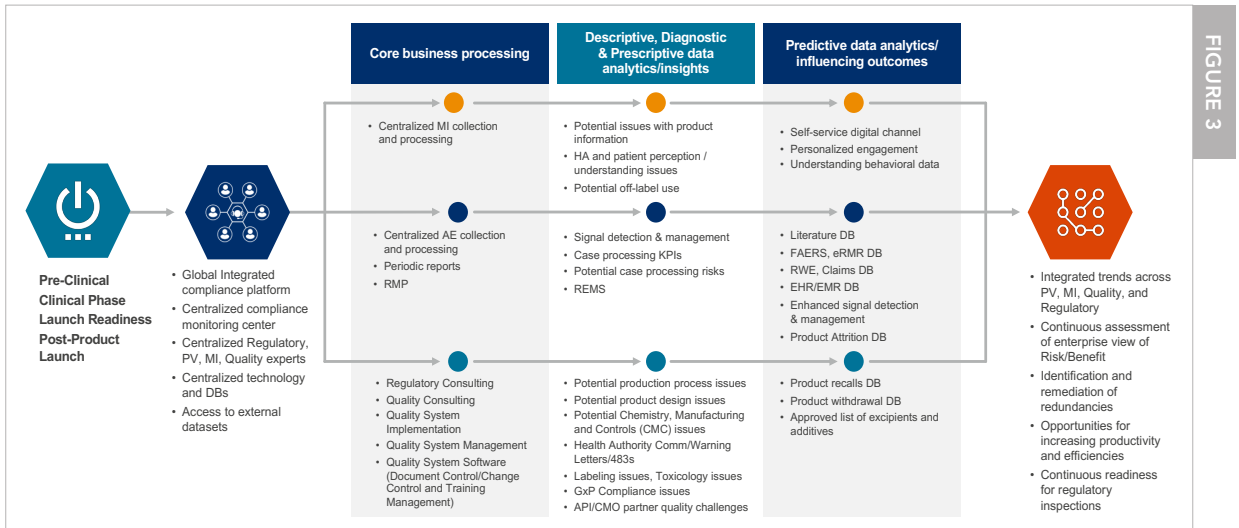 FIGURE 3
Core business processing
Descriptive, Diagnostic
& Prescriptive data
analytics/insights
Predictive data analytics/
influencing outcomes
Pre-Clinical
Clinical Phase
Launch Readiness
Post-Product
Launch
• Global Integrated
compliance platform
• Centralized compliance
monitoring center
• Centralized Regulatory,
PV, MI, Quality experts
• Centralized technology
and DBs
• Access to external
datasets
• Centralized MI collection
and processing
• Potential issues with product
information
• HA and patient perception /
understanding issues
• Potential off-label use
• Self-service digital channel
• Personalized engagement
• Understanding behavioral data
• Centralized AE collection
and processing
• Periodic reports
• RMP
• Signal detection & management
• Case processing KPIs
• Potential case processing risks
• REMS
• Literature DB
• FAERS, eRMR DB
• RWE, Claims DB
• EHR/EMR DB
• Enhanced signal detection
& management
• Product Attrition DB
• Regulatory Consulting
• Quality Consulting
• Quality System
Implementation
• Quality System Management
• Quality System Software
(Document Control/Change
Control and Training
Management)
• Potential production process issues
• Potential product design issues
• Potential Chemistry, Manufacturing
and Controls (CMC) issues
• Health Authority Comm/Warning
Letters/483s
• Labeling issues, Toxicology issues
• GxP Compliance issues
• API/CMO partner quality challenges
• Product recalls DB
• Product withdrawal DB
• Approved list of excipients and
additives
• Integrated trends across
PV, MI, Quality, and
Regulatory
• Continuous assessment
of enterprise view of
Risk/Benefit
• Identification and
remediation of
redundancies
• Opportunities for
increasing productivity
and efficiencies
• Continuous readiness
for regulatory
inspections